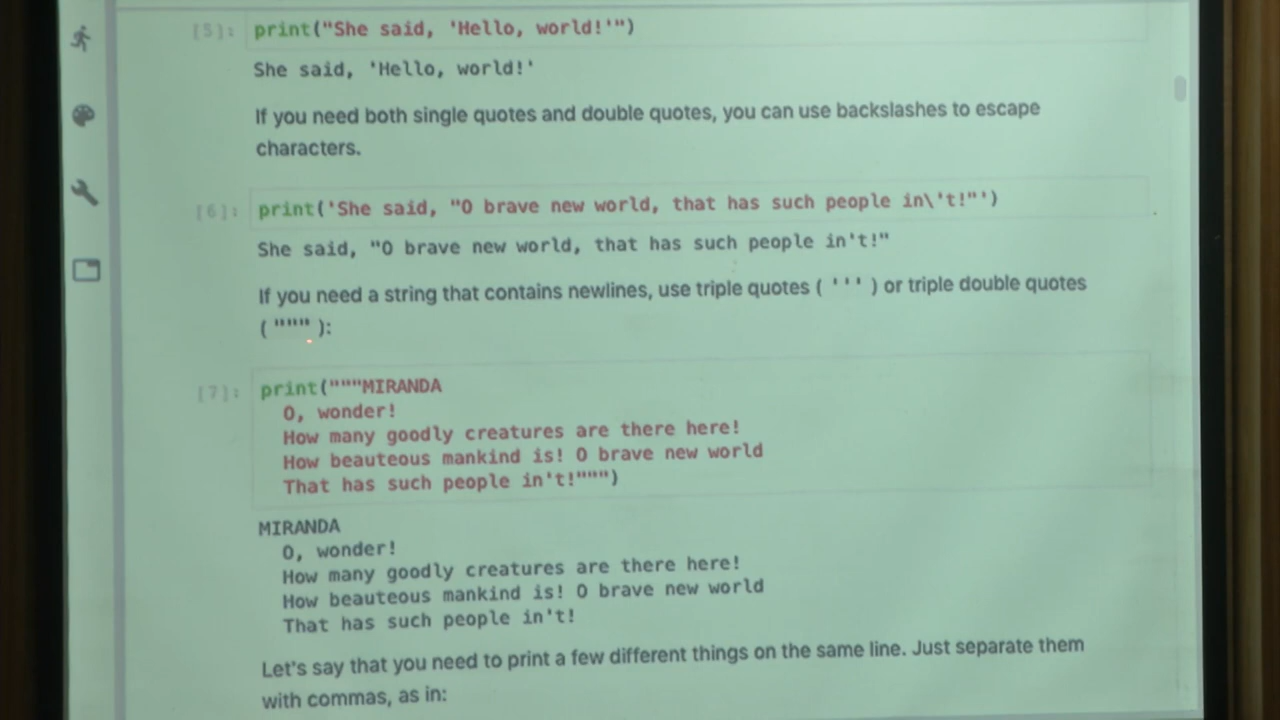 [5]: print("She said, 'Hello, world!'")
She said, 'Hello, world!'
If you need both single quotes and double quotes, you can use backslashes to escape
characters.
[6]: print('She said, "O brave new world, that has such people in\'t!"')
She said, "O brave new world, that has such people in't!"
If you need a string that contains newlines, use triple quotes ( ''' ) or triple double quotes
( """ ):
[7]: print("""MIRANDA
O, wonder!
How many goodly creatures are there here!
How beauteous mankind is! O brave new world
That has such people in't!""")
MIRANDA
O, wonder!
How many goodly creatures are there here!
How beauteous mankind is! O brave new world
That has such people in't!
Let's say that you need to print a few different things on the same line. Just separate them
with commas, as in: